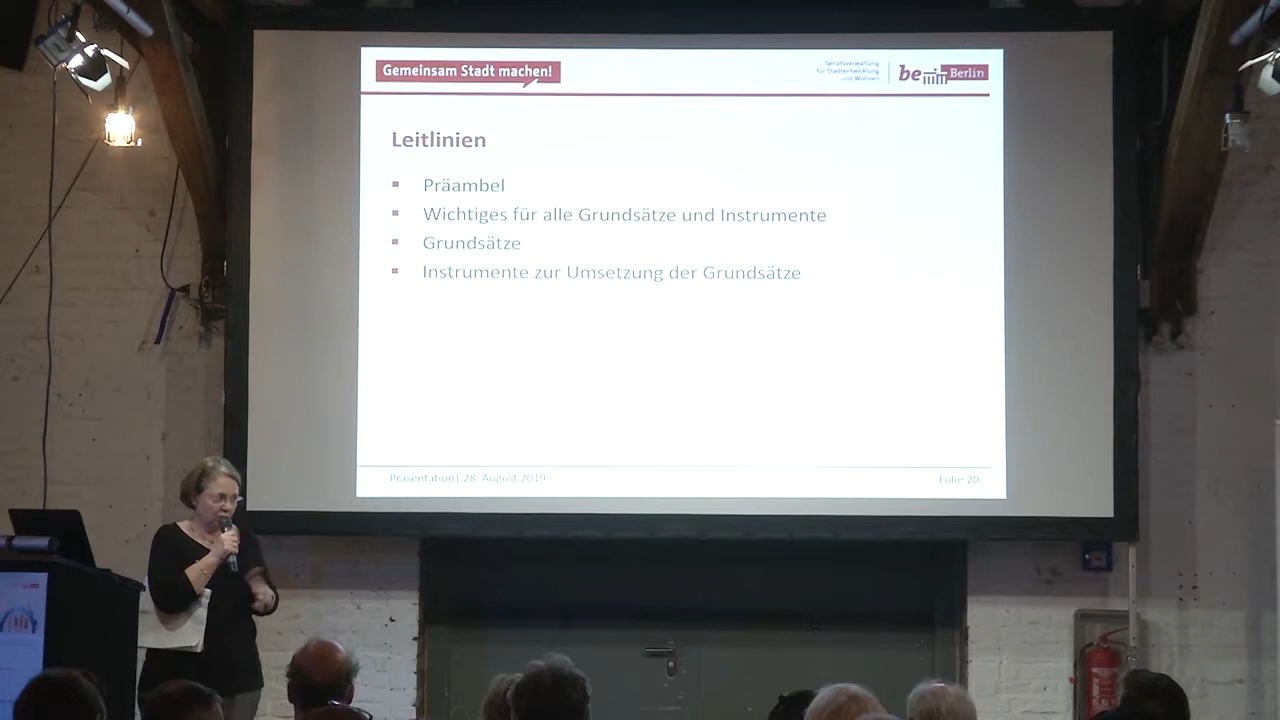 Gemeinsam Stadt machen!
Senatsverwaltung
für Stadtentwicklung
und Wohnen
be Berlin
Leitlinien
Präambel
Wichtiges für alle Grundsätze und Instrumente
Grundsätze
Instrumente zur Umsetzung der Grundsätze
Präsentation| 28. August 2019
Folie 20